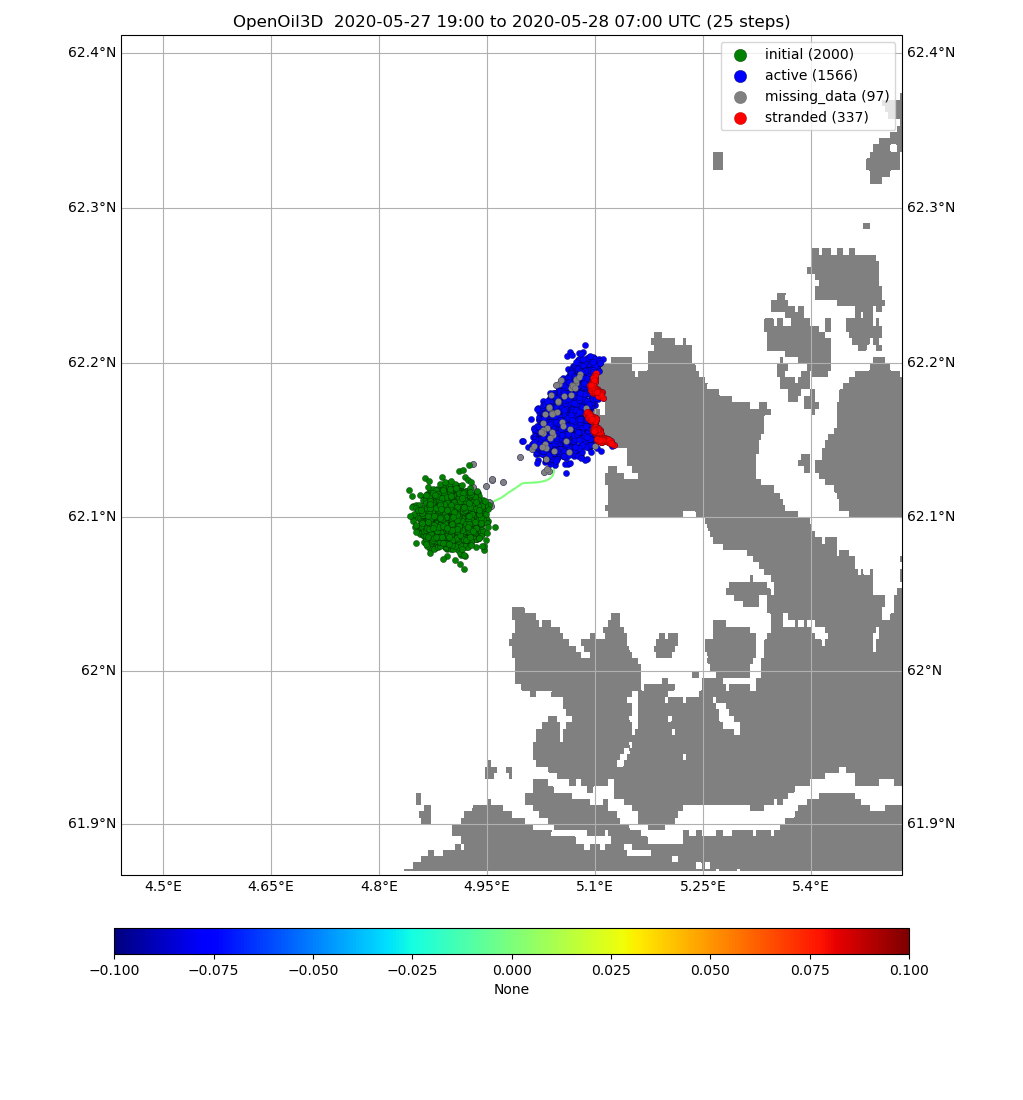 OpenOil3D  2020-05-27 19:00 to 2020-05-28 07:00 UTC (25 steps)
initial (2000)
active (1566)
missing_data (97)
stranded (337)
62.4°N 62.4°N
62.3°N 62.3°N
62.2°N 62.2°N
62.1°N 62.1°N
62°N 62°N
61.9°N 61.9°N
4.5°E 4.65°E 4.8°E 4.95°E 5.1°E 5.25°E 5.4°E
−0.100 −0.075 −0.050 −0.025 0.000 0.025 0.050 0.075 0.100
None